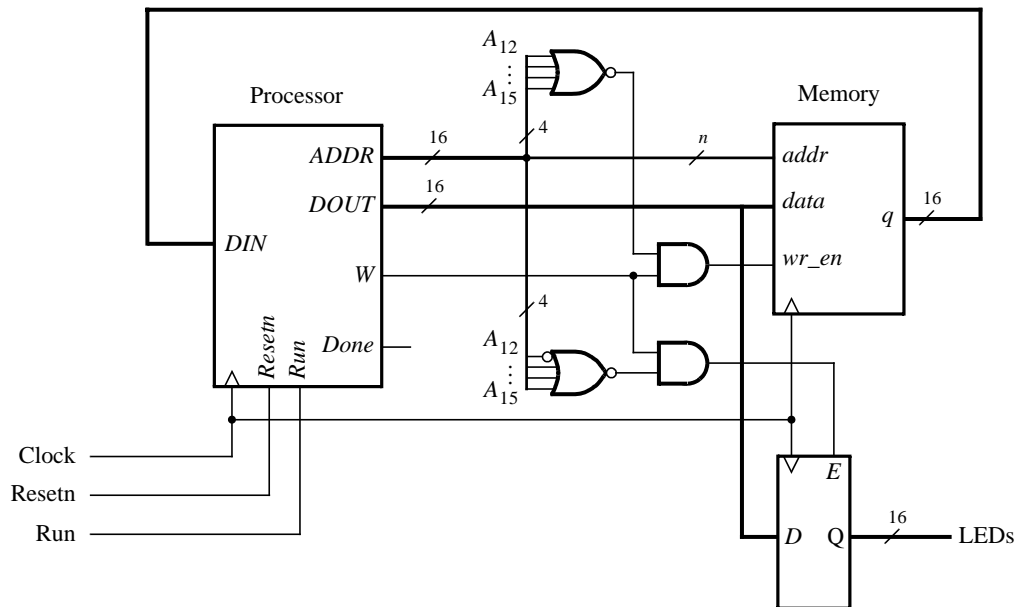 A12
⋮
A15
Processor
Memory
ADDR
16
4
n
addr
DOUT
16
data
q
16
DIN
W
wr_en
4
Resetn
Run
Done
A12
⋮
A15
Clock
E
Resetn
Run
D
Q
16
LEDs